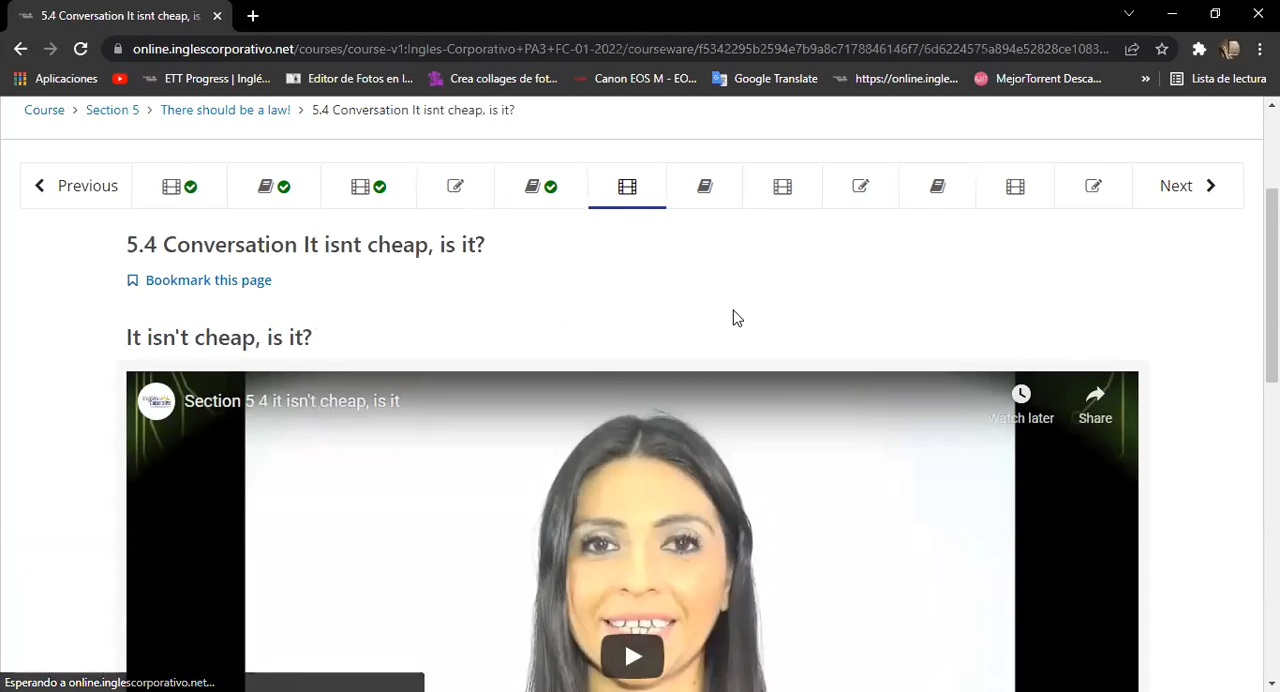 5.4 Conversation It isnt cheap, is
online.inglescorporativo.net/courses/course-v1:Ingles-Corporativo+PA3+FC-01-2022/courseware/f5342295b2594e7b9a8c7178846146f7/6d6224575a894e52828ce1083...
Aplicaciones ETT Progress | Inglé... Editor de Fotos en l... Crea collages de fot... Canon EOS M - EO... Google Translate https://online.ingle... MejorTorrent Desca... » Lista de lectura
Course > Section 5 > There should be a law! > 5.4 Conversation It isnt cheap, is it?
Previous Next
5.4 Conversation It isnt cheap, is it?
Bookmark this page
It isn't cheap, is it?
Section 5 4 it isn't cheap, is it
Watch later Share
Esperando a online.inglescorporativo.net...